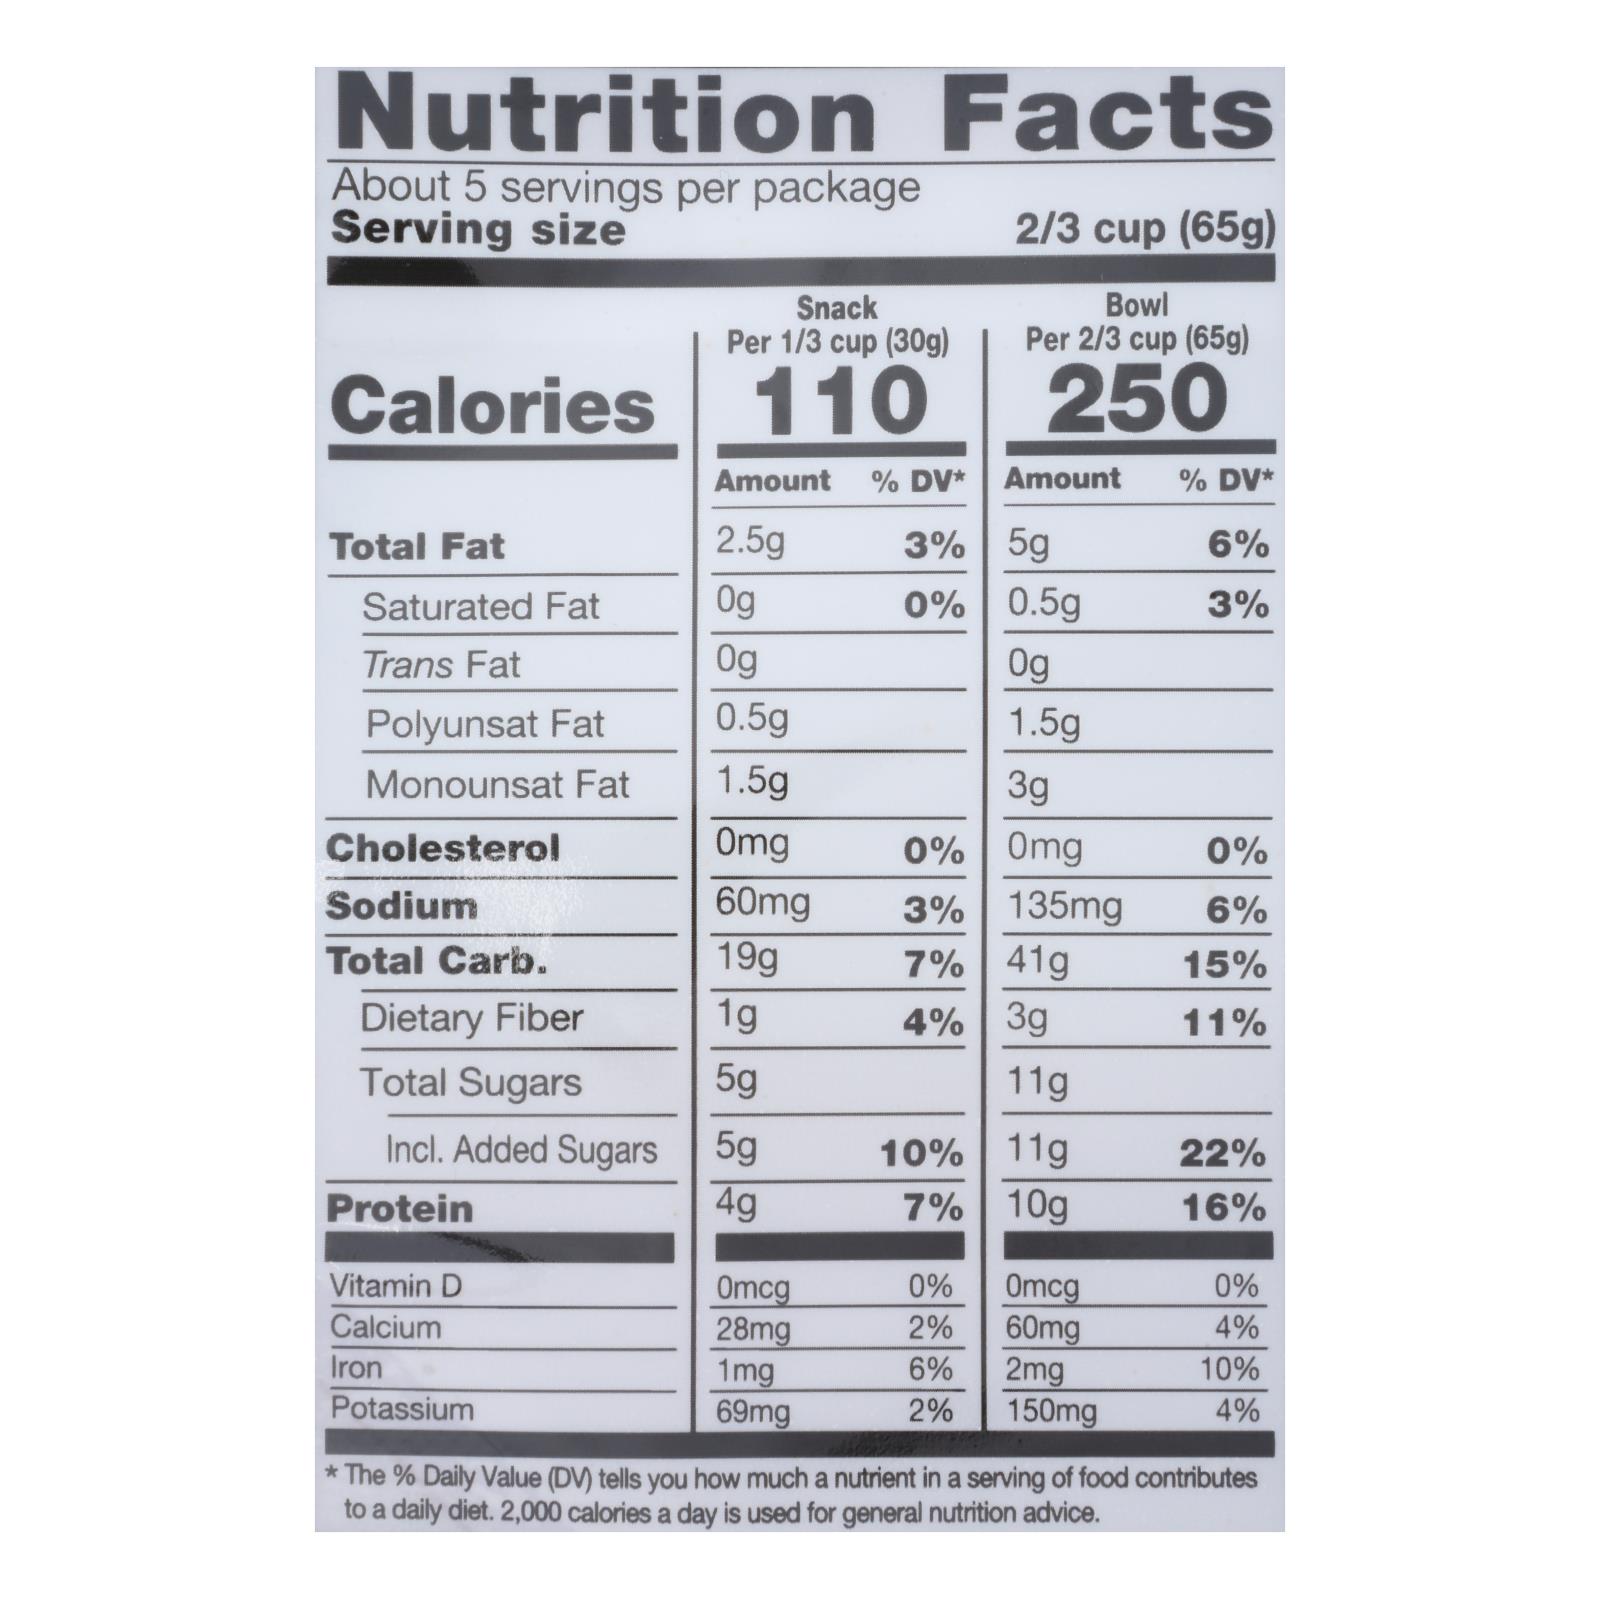 Nutrition Facts
About 5 servings per package
Serving size 2/3 cup (65g)
Snack Bowl
Per 1/3 cup (30g) Per 2/3 cup (65g)
Calories 110 250
Amount % DV* Amount % DV*
Total Fat 2.5g 3% 5g 6%
Saturated Fat 0g 0% 0.5g 3%
Trans Fat 0g 0g
Polyunsat Fat 0.5g 1.5g
Monounsat Fat 1.5g 3g
Cholesterol 0mg 0% 0mg 0%
Sodium 60mg 3% 135mg 6%
Total Carb. 19g 7% 41g 15%
Dietary Fiber 1g 4% 3g 11%
Total Sugars 5g 11g
Incl. Added Sugars 5g 10% 11g 22%
Protein 4g 7% 10g 16%
Vitamin D 0mcg 0% 0mcg 0%
Calcium 28mg 2% 60mg 4%
Iron 1mg 6% 2mg 10%
Potassium 69mg 2% 150mg 4%
* The % Daily Value (DV) tells you how much a nutrient in a serving of food contributes
to a daily diet. 2,000 calories a day is used for general nutrition advice.